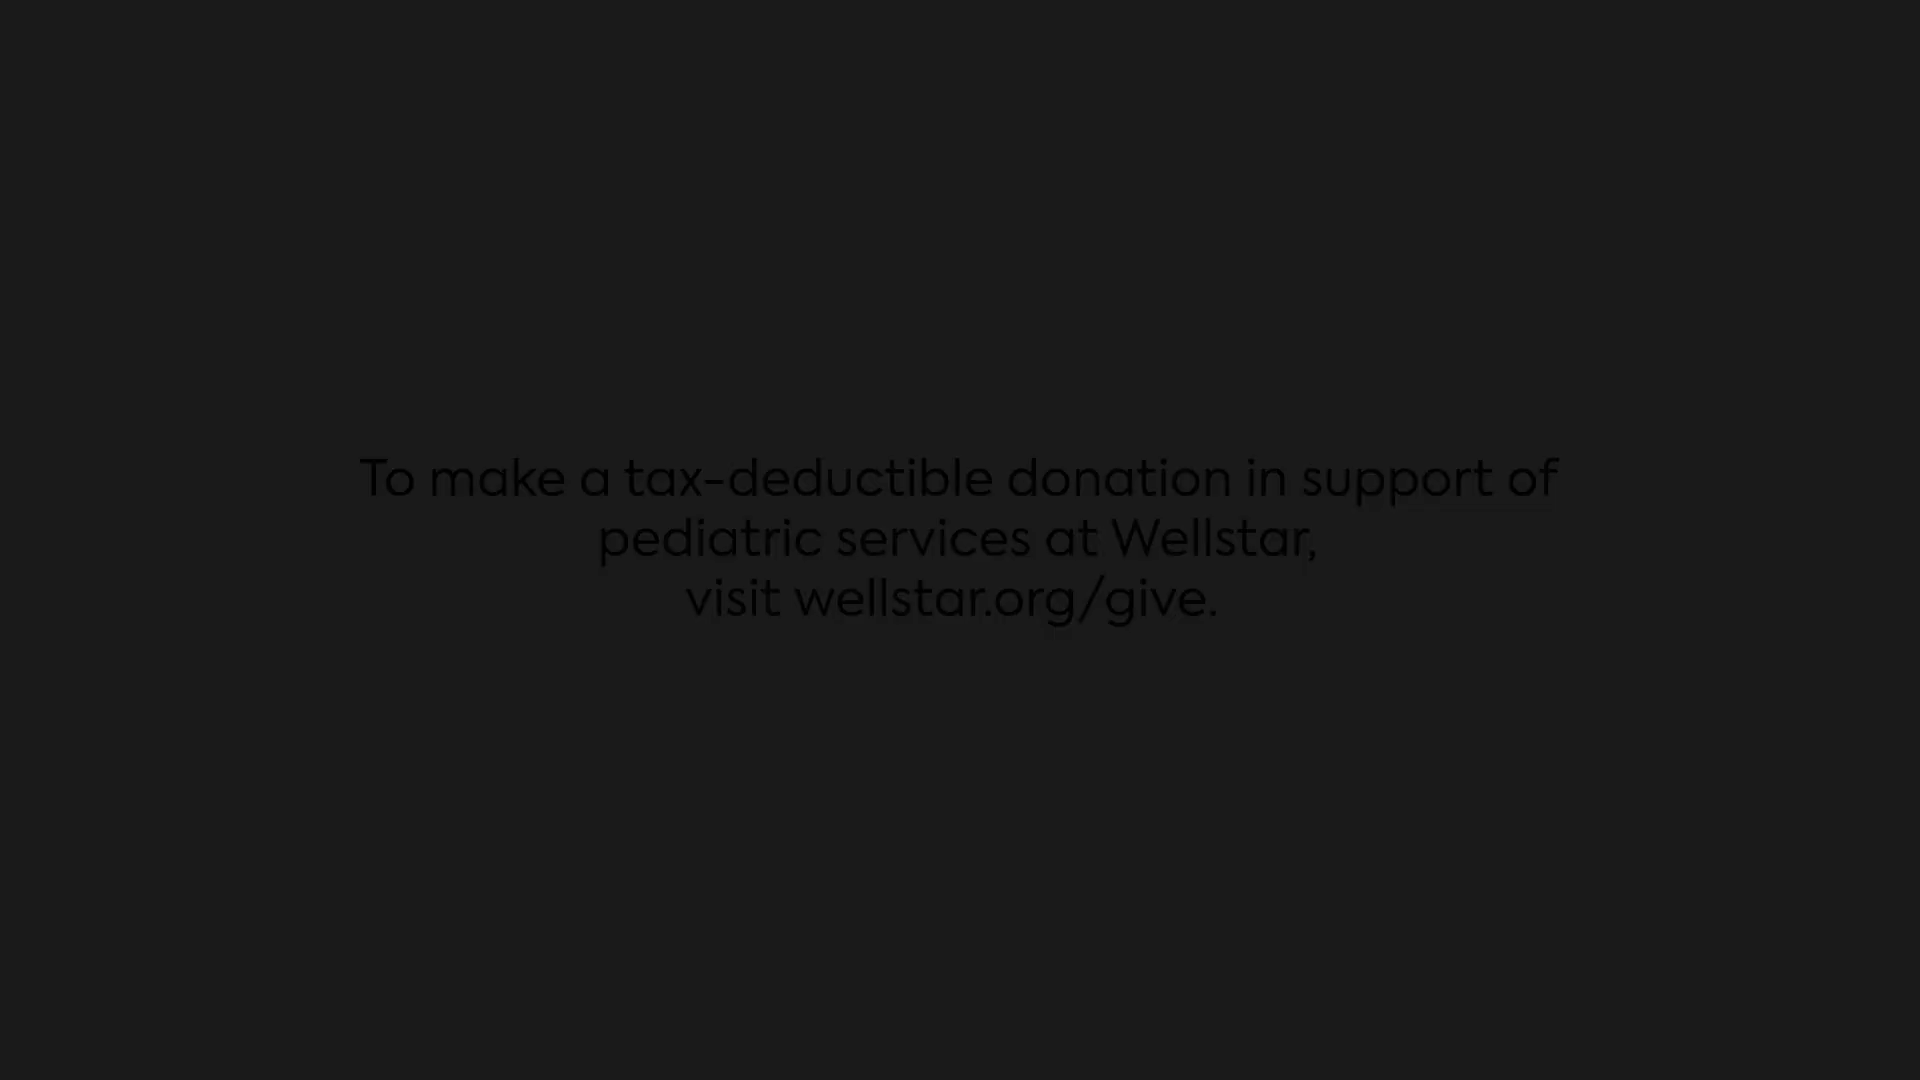 To make a tax-deductible donation in support of
pediatric services at Wellstar,
visit wellstar.org/give.